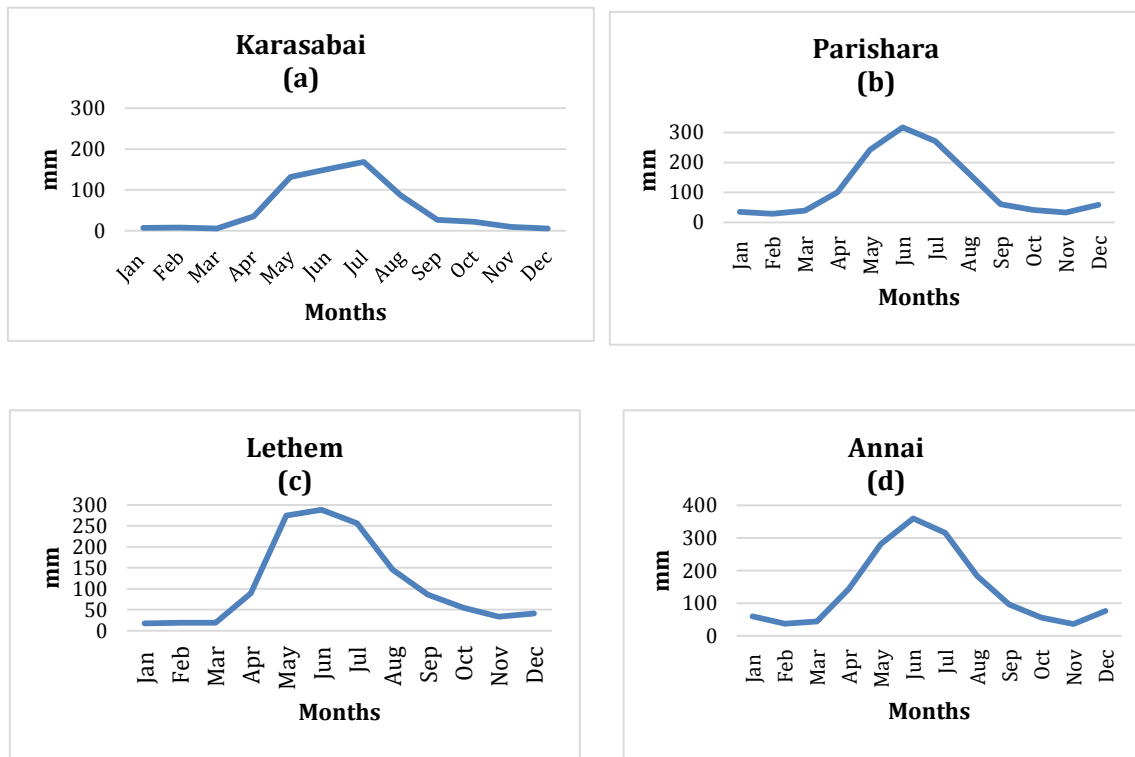 Karasabai
(a)
300
200
100
0
mm
Jan
Feb
Mar
Apr
May
Jun
Jul
Aug
Sep
Oct
Nov
Dec
Months
Parishara
(b)
300
200
100
0
mm
Jan
Feb
Mar
Apr
May
Jun
Jul
Aug
Sep
Oct
Nov
Dec
Months
Lethem
(c)
300
250
200
150
100
50
0
mm
Jan
Feb
Mar
Apr
May
Jun
Jul
Aug
Sep
Oct
Nov
Dec
Months
Annai
(d)
400
300
200
100
0
mm
Jan
Feb
Mar
Apr
May
Jun
Jul
Aug
Sep
Oct
Nov
Dec
Months